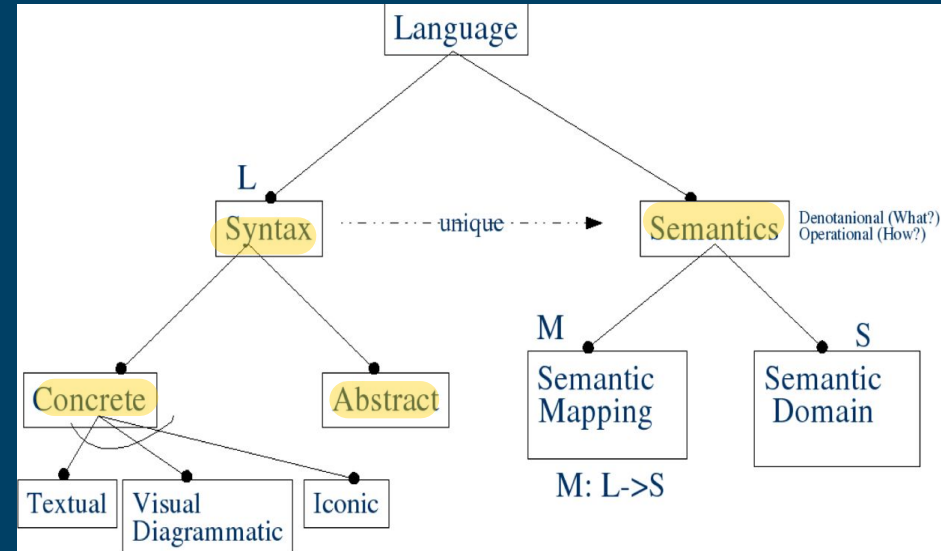 Language
L
Syntax
unique
Semantics
Denotanional (What?)
Operational (How?)
M
S
Concrete
Abstract
Semantic
Mapping
Semantic
Domain
M: L->S
Textual
Visual
Diagrammatic
Iconic